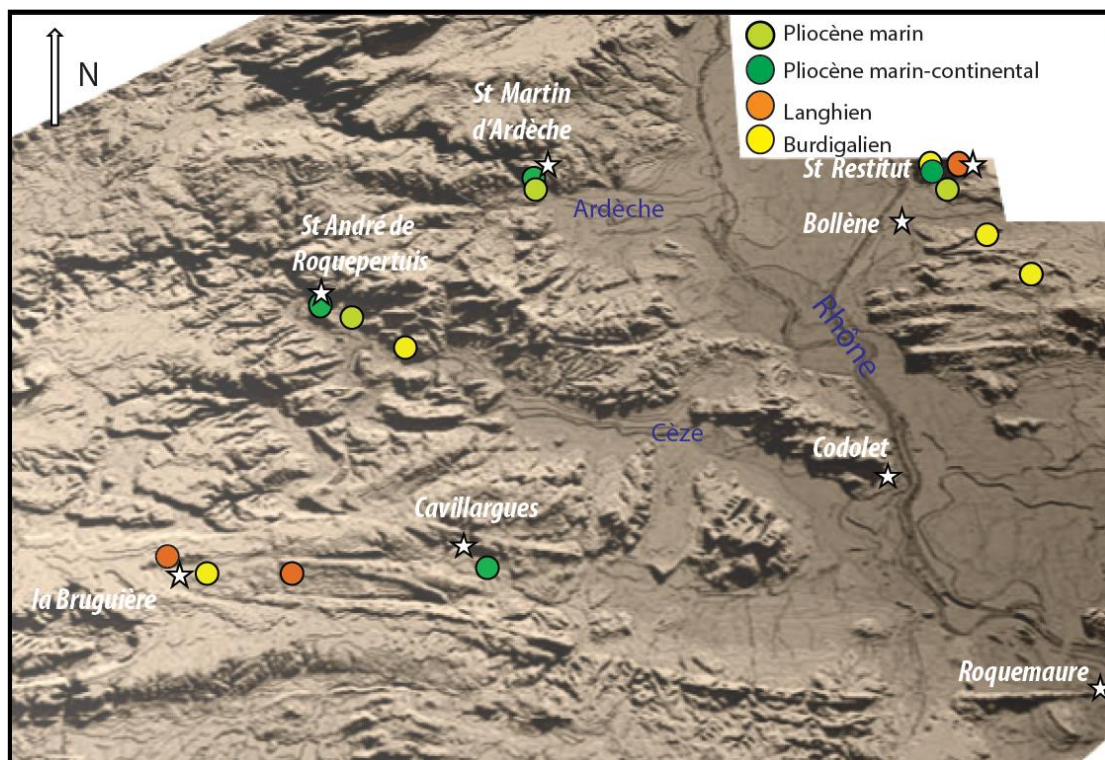 Pliocène marin
Pliocène marin-continental
Langhien
Burdigalien
N
St Martin
d'Ardèche
St Restitut
Ardèche
Bollène
St André de
Roquepertuis
Rhône
Cèze
Codolet
Cavillargues
la Bruguière
Roquemaure